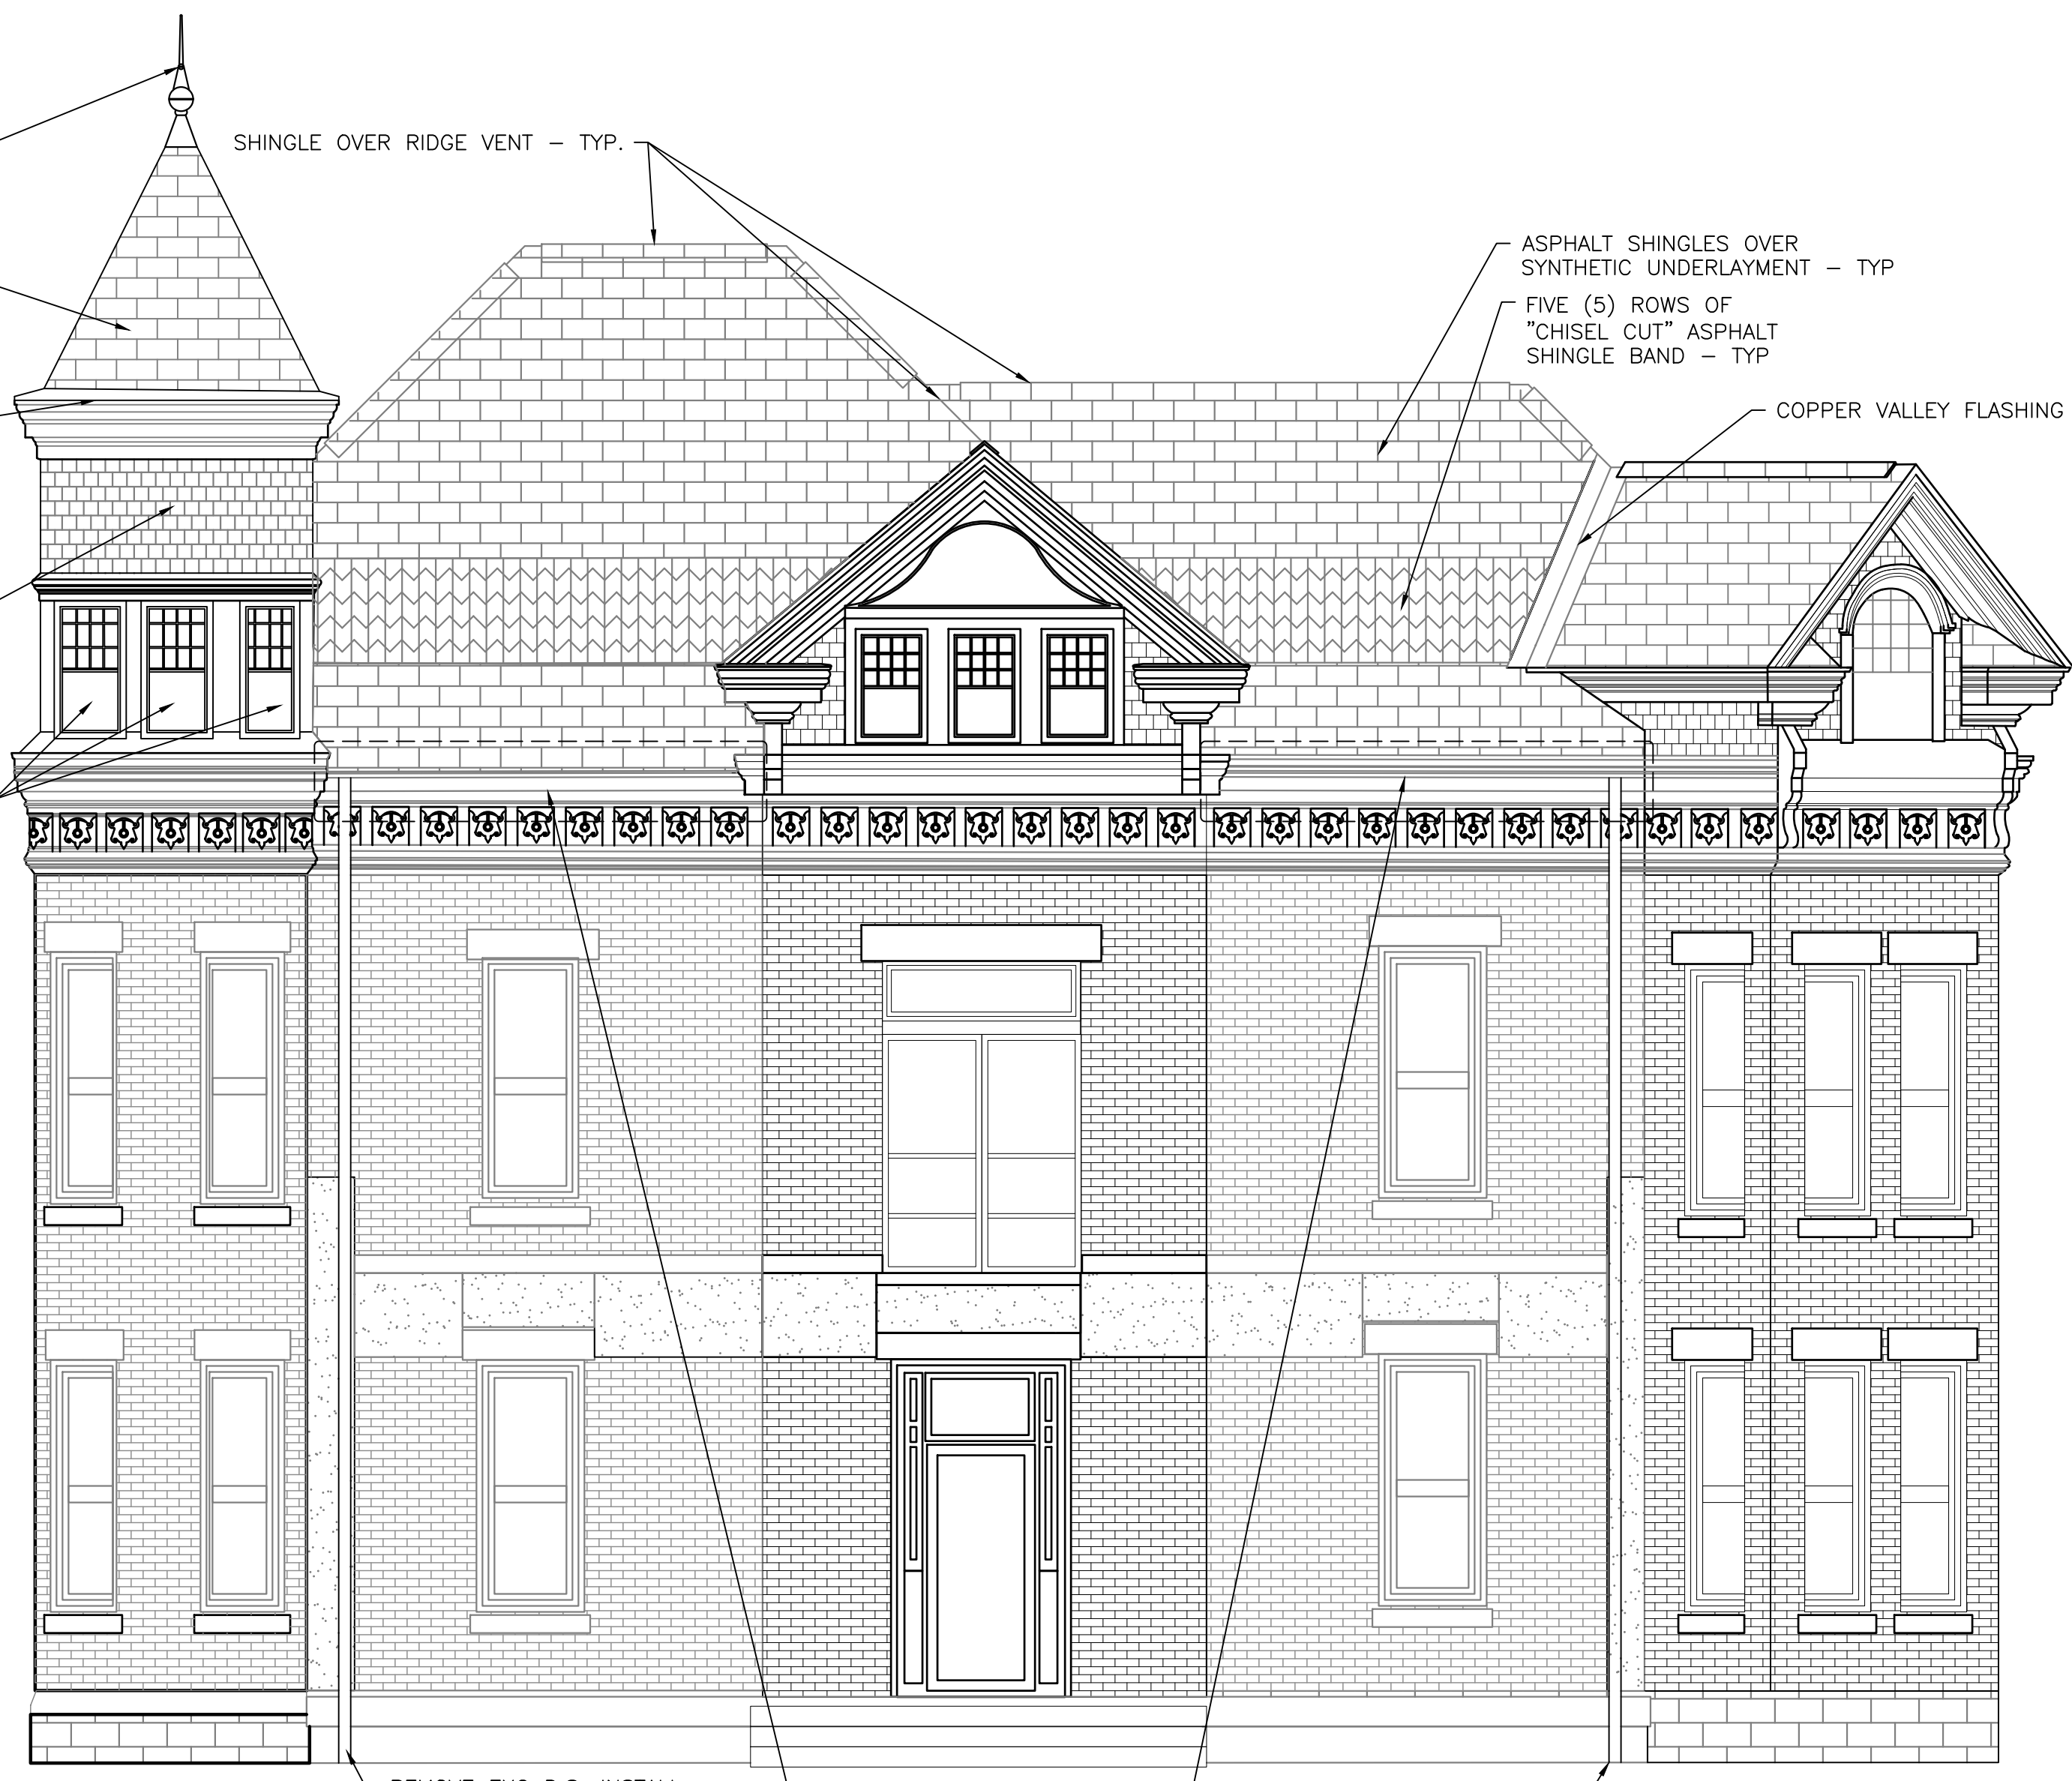 SHINGLE OVER RIDGE VENT – TYP.
ASPHALT SHINGLES OVER
SYNTHETIC UNDERLAYMENT – TYP
FIVE (5) ROWS OF
"CHISEL CUT" ASPHALT
SHINGLE BAND – TYP
COPPER VALLEY FLASHING